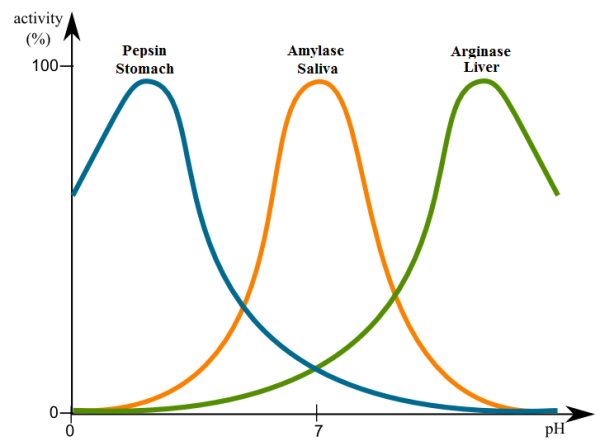 activity
(%)
Pepsin
Stomach
Amylase
Saliva
Arginase
Liver
100
0
0
7
pH